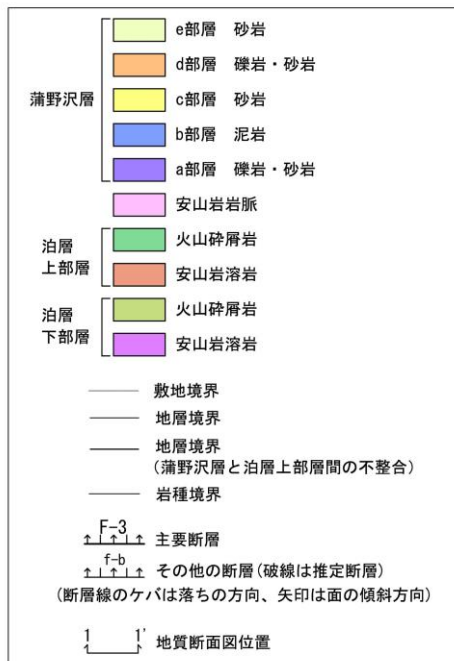 蒲野沢層
e部層 砂岩
d部層 礫岩・砂岩
c部層 砂岩
b部層 泥岩
a部層 礫岩・砂岩
安山岩岩脈
泊層
上部層
火山砕屑岩
安山岩溶岩
泊層
下部層
火山砕屑岩
安山岩溶岩
敷地境界
地層境界
地層境界
(蒲野沢層と泊層上部層間の不整合)
岩種境界
F-3 主要断層
f-b その他の断層(破線は推定断層)
(断層線のケバは落ちの方向、矢印は面の傾斜方向)
1 1' 地質断面図位置